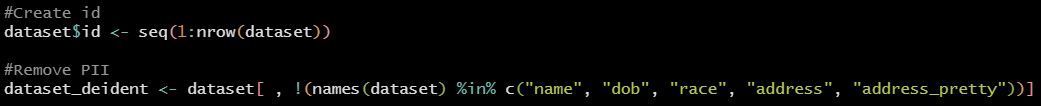 #Create id
dataset$id <- seq(1:nrow(dataset))
#Remove PII
dataset_deident <- dataset[ , !(names(dataset) %in% c("name", "dob", "race", "address", "address_pretty"))]